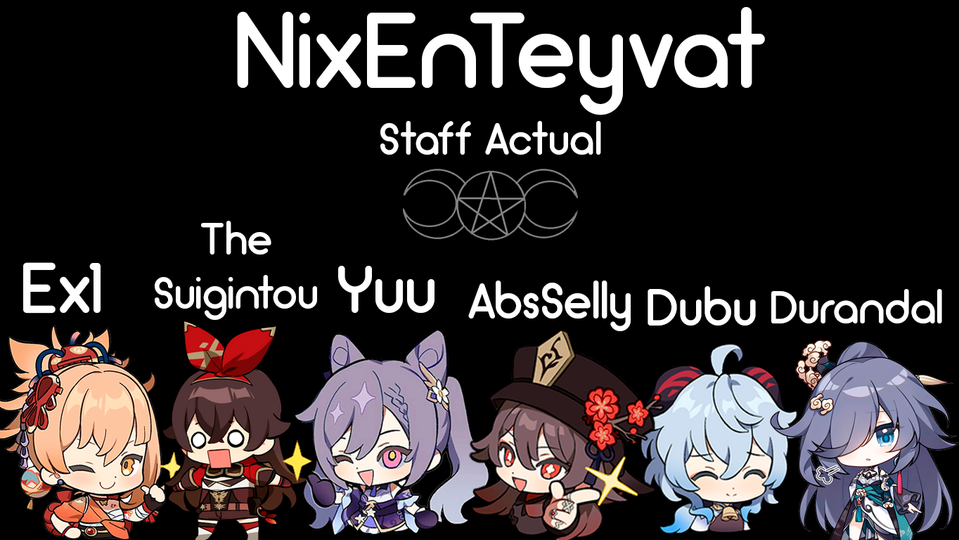 NixEnTeyvat
Staff Actual
Ex1
The
Suigintou
Yuu
AbsSelly
Dubu
Durandal